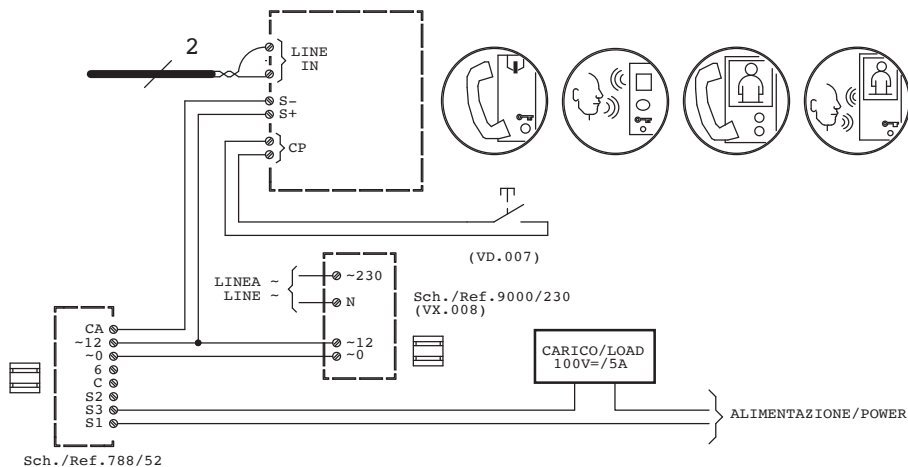 2
LINE
IN
S-
S+
CP
(VD.007)
~230
LINEA ~
LINE ~
N
Sch./Ref.9000/230
(VX.008)
CA
~12
~12
~0
~0
CARICO/LOAD
100V=/5A
6
C
S2
S3
S1
ALIMENTAZIONE/POWER
Sch./Ref.788/52